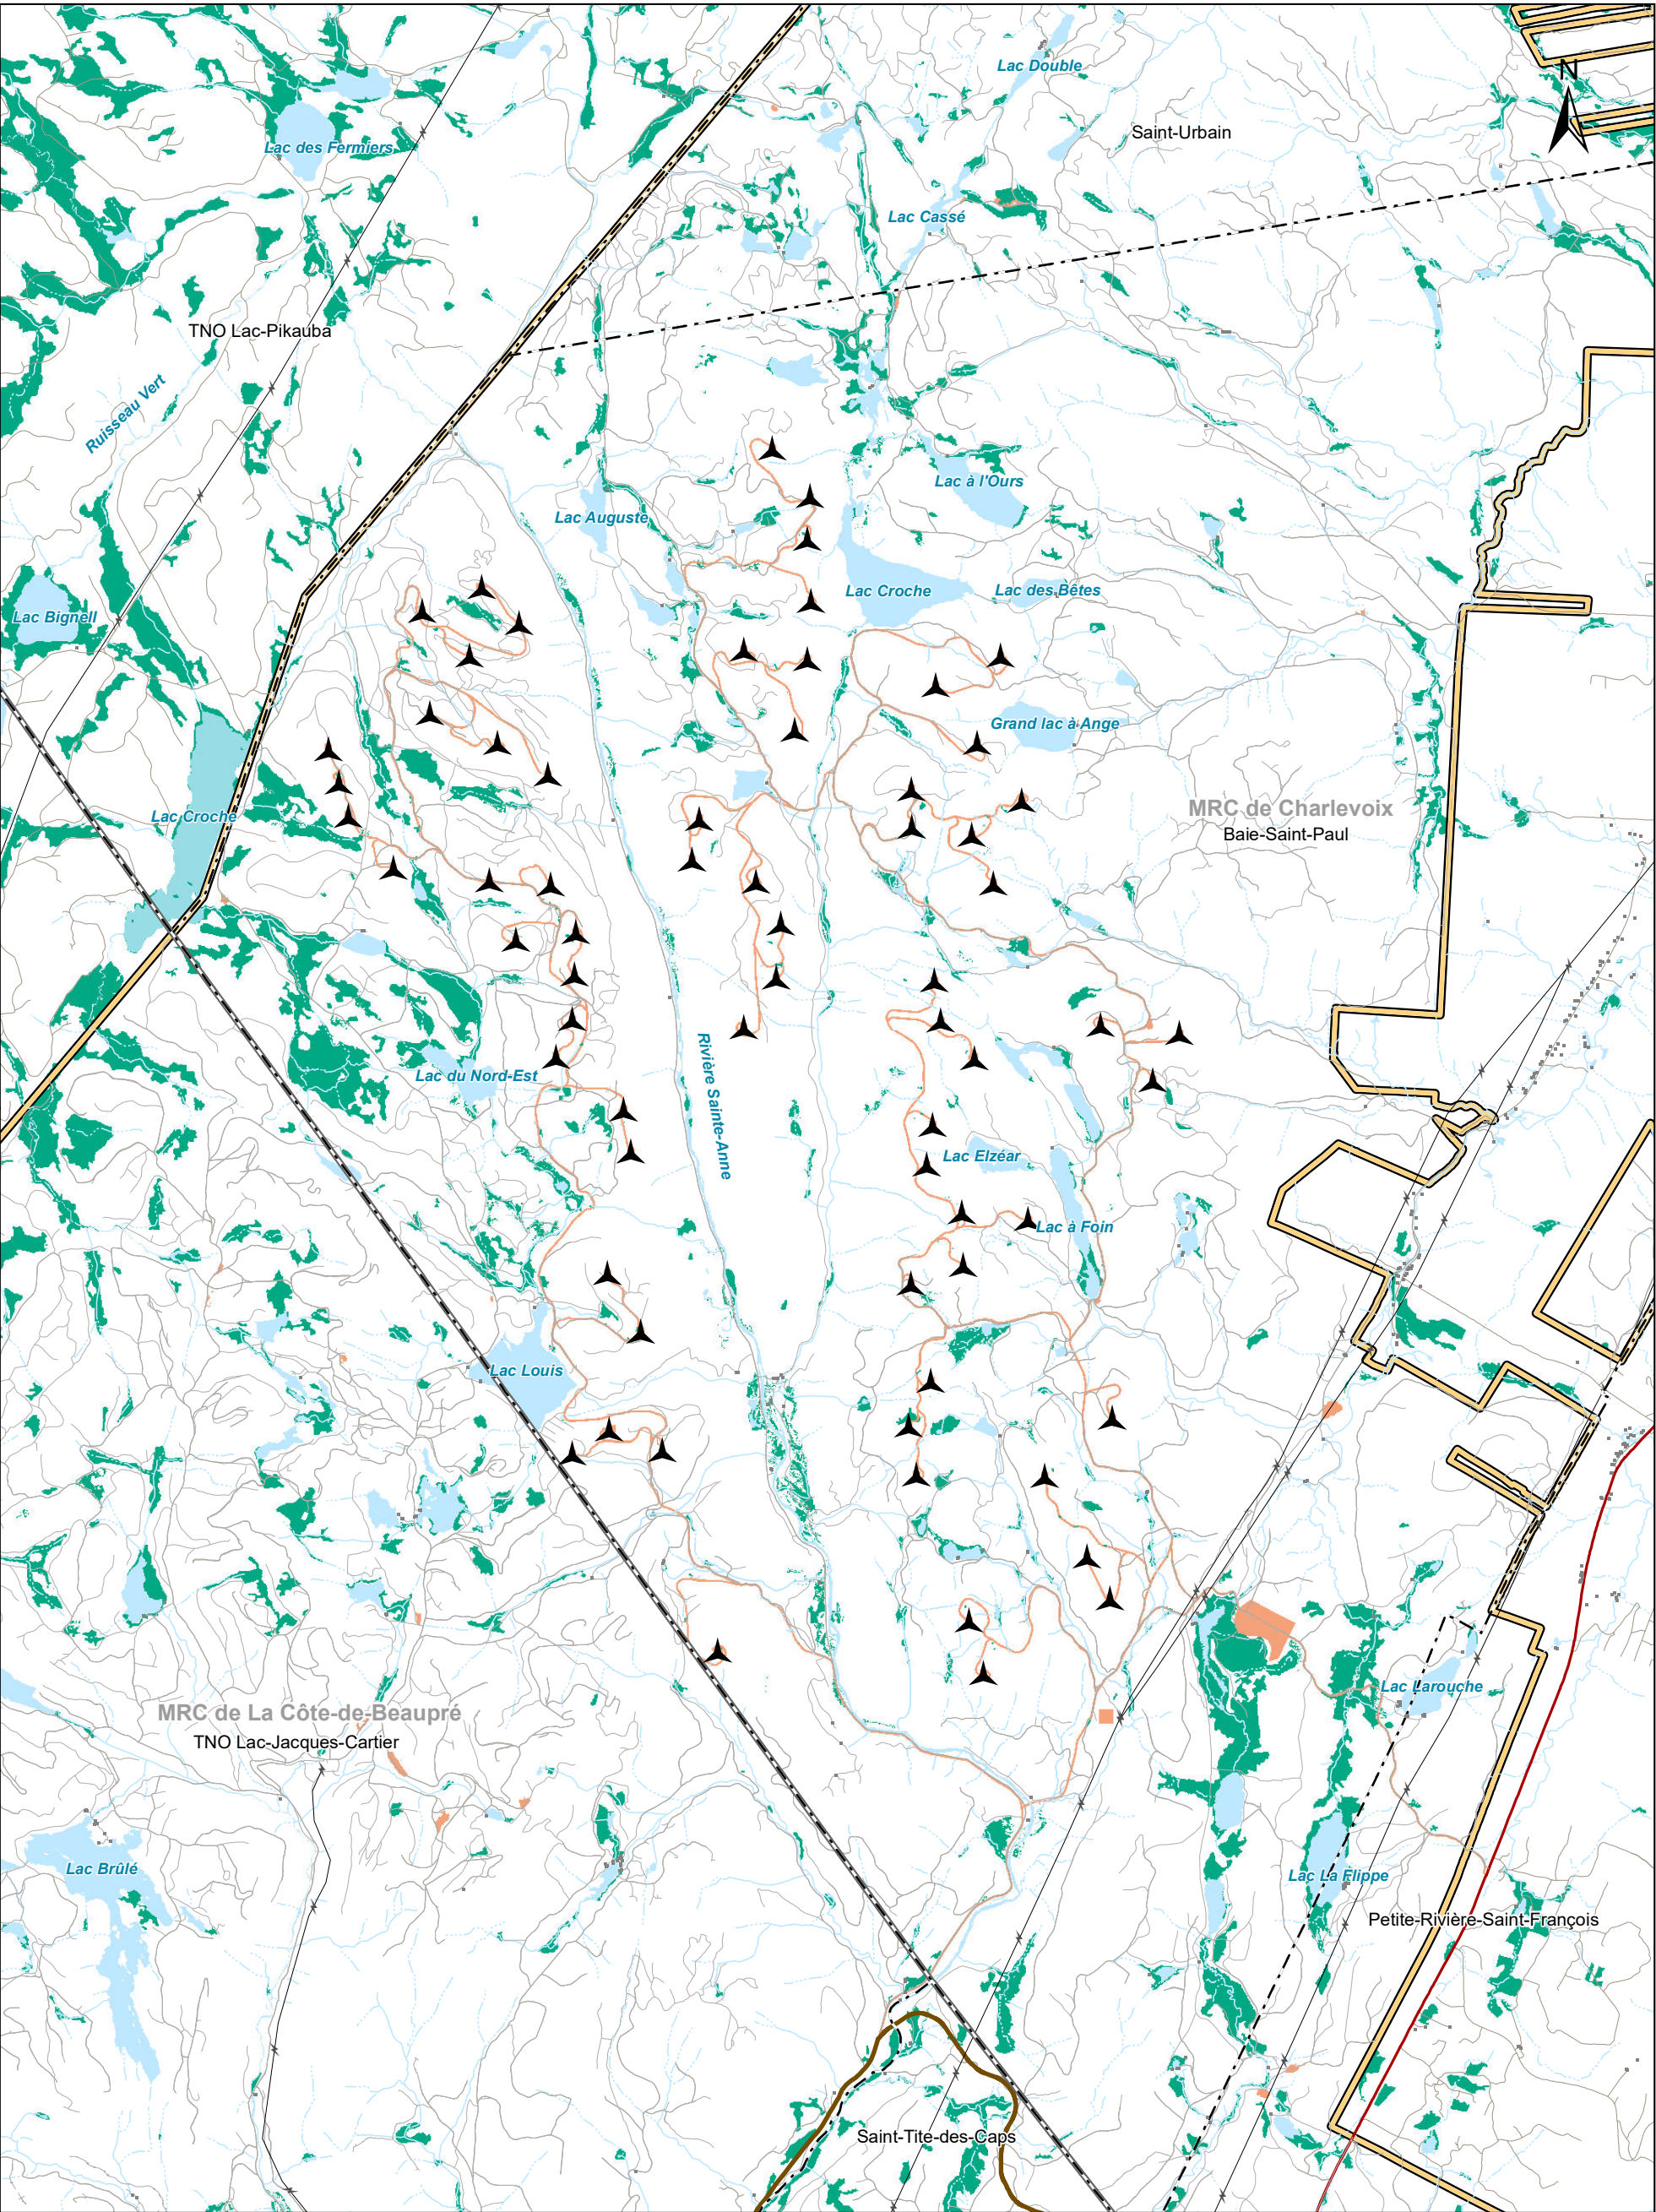 Lac Double
N
Saint-Urbain
Lac des Fermiers
Lac Cassé
TNO Lac-Pikauba
Ruisseau Vert
Lac à l'Ours
Lac Auguste
Lac Croche
Lac des Bêtes
Lac Bignell
Grand lac à Ange
MRC de Charlevoix
Baie-Saint-Paul
Lac Croche
Lac du Nord-Est
Rivière Sainte-Anne
Lac Elzéar
Lac à Foin
Lac Louis
Lac Larouche
MRC de La Côte-de-Beaupré
TNO Lac-Jacques-Cartier
Lac Brûlé
Lac La Flippe
Petite-Rivière-Saint-François
Saint-Tite-des-Caps